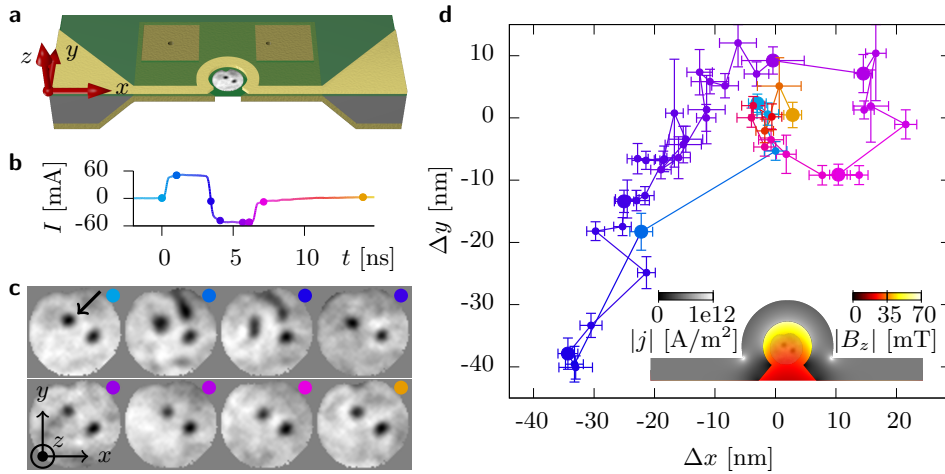 a
z
y
x
b
I [mA]
60
0
-60
0
5
10
t [ns]
c
y
z
x
d
Δy [nm]
10
0
-10
-20
-30
-40
-40
-30
-20
-10
0
10
20
Δx [nm]
0
1e12
|j| [A/m²]
0
35
70
|B_z| [mT]